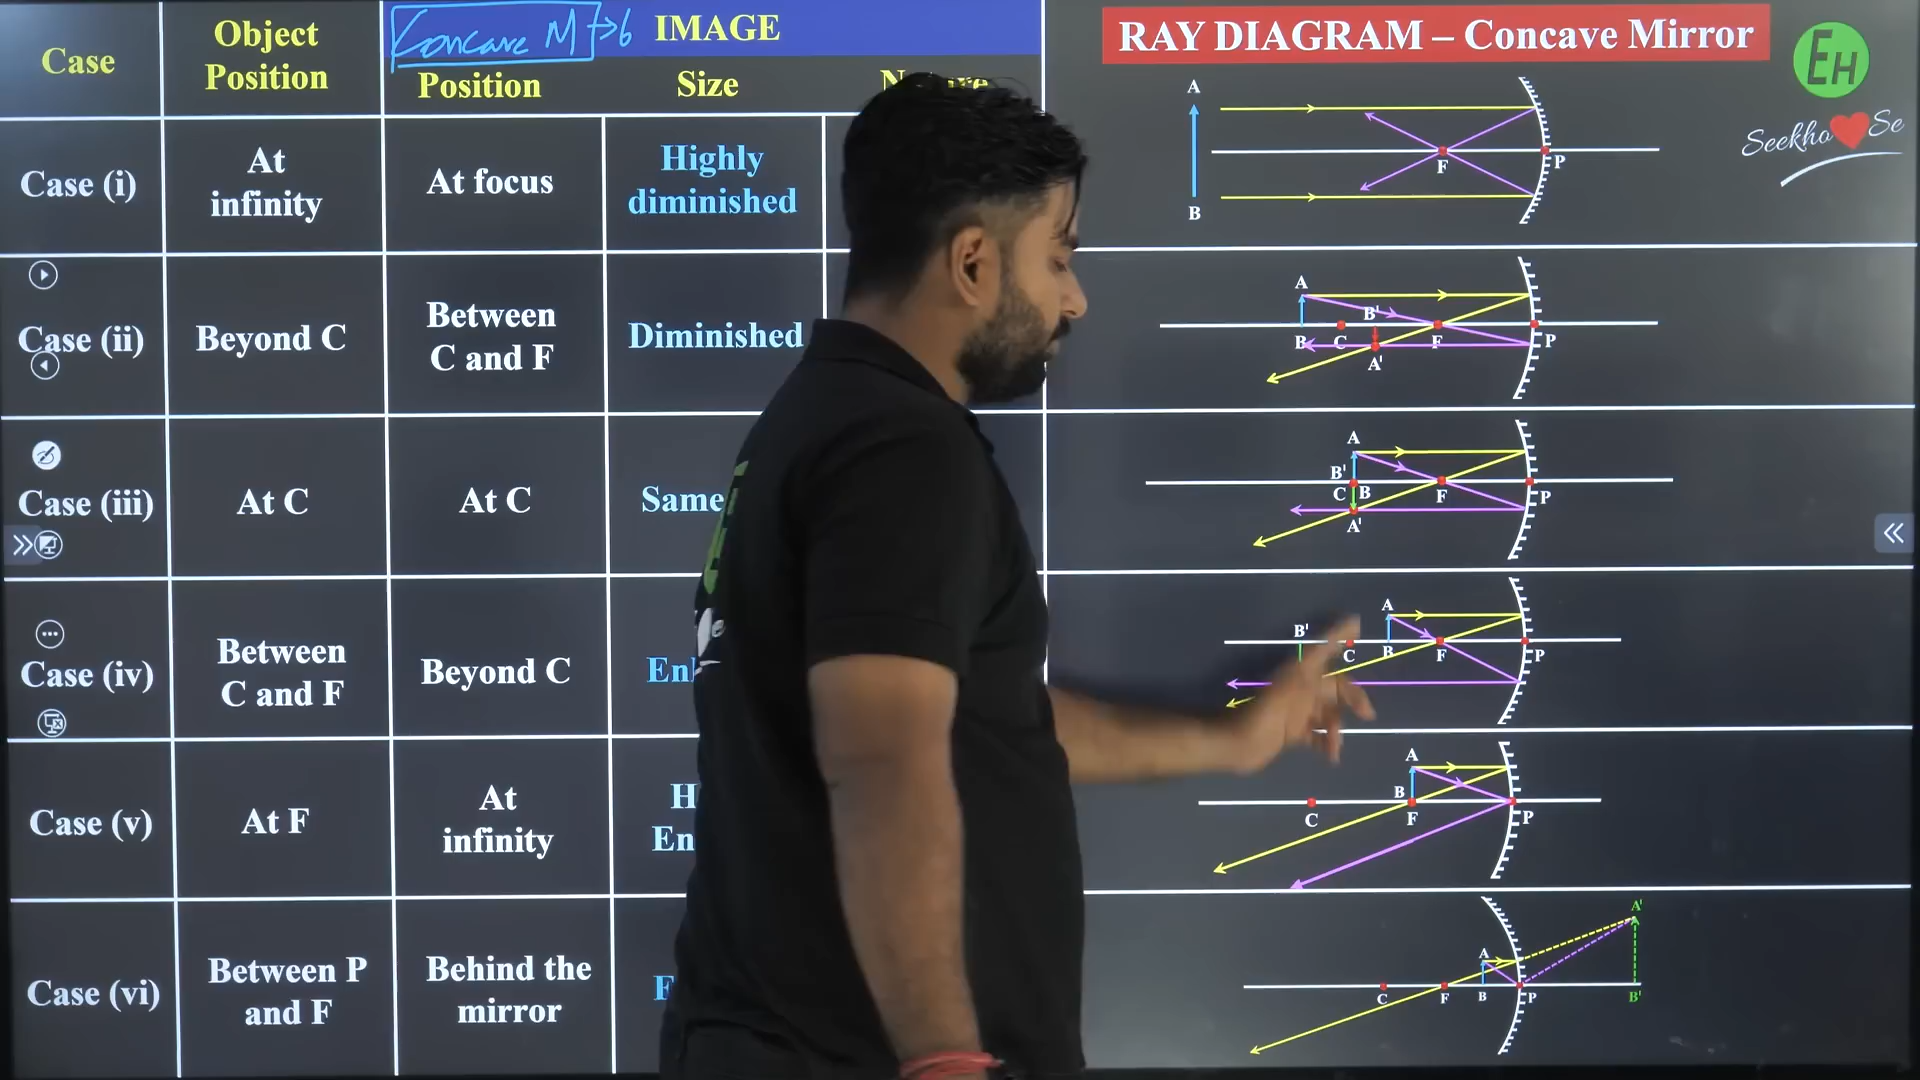 Case
Object
Position
Concave M → 6
IMAGE
Position
Size
RAY DIAGRAM – Concave Mirror
EH
Seekho Se
Case (i)
At
infinity
At focus
Highly
diminished
A
B
F
P
Case (ii)
Beyond C
Between
C and F
Diminished
A
B'
B
C
A'
F
P
Case (iii)
At C
At C
Same
A
B'
C
B
A'
F
P
Case (iv)
Between
C and F
Beyond C
A
B'
C
B
F
P
Case (v)
At F
At
infinity
A
B
C
F
P
Case (vi)
Between P
and F
Behind the
mirror
A'
A
C
F
B
P
B'